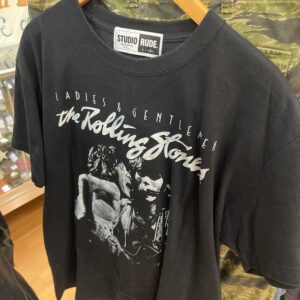 STUDIO RUDE.
LADIES & GENTLEMEN
the Rolling Stones